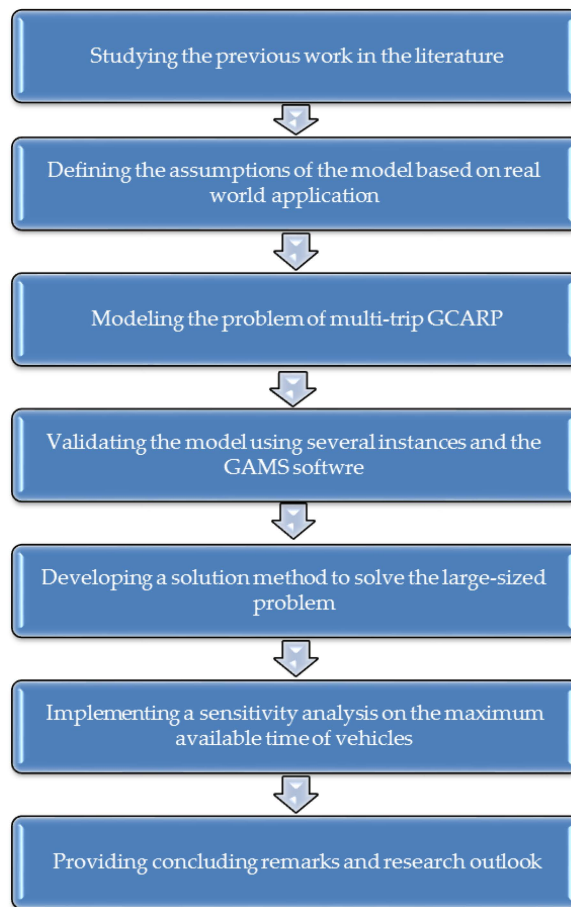 Studying the previous work in the literature
Defining the assumptions of the model based on real
world application
Modeling the problem of multi-trip GCARP
Validating the model using several instances and the
GAMS softwre
Developing a solution method to solve the large-sized
problem
Implementing a sensitivity analysis on the maximum
available time of vehicles
Providing concluding remarks and research outlook